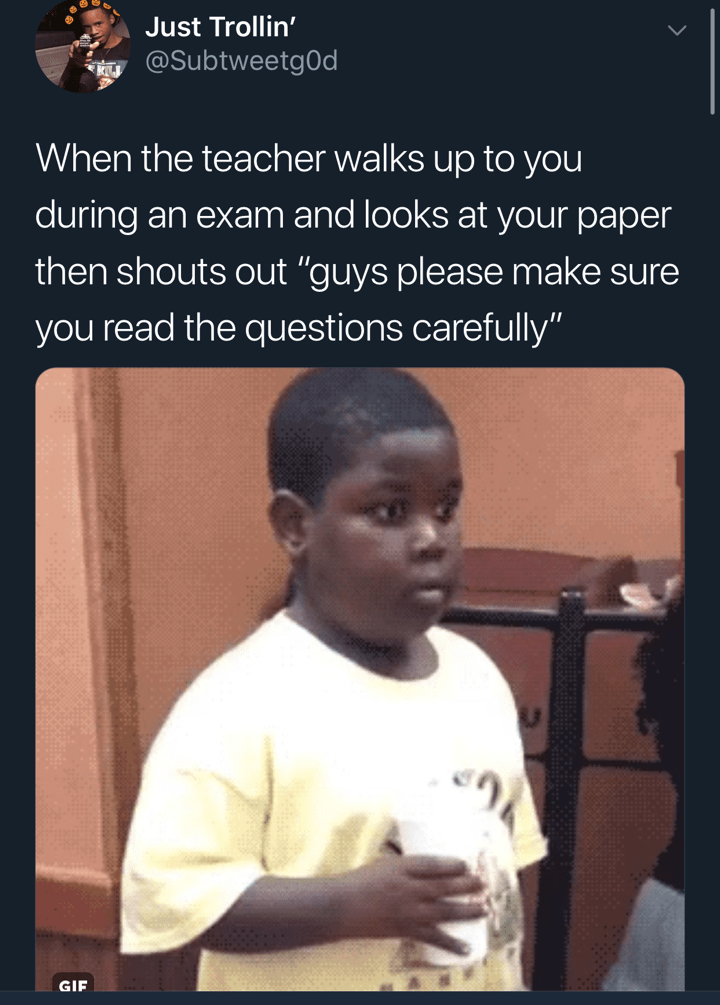 Just Trollin’
@Subtweetg0d
When the teacher walks up to you
during an exam and looks at your paper
then shouts out “guys please make sure
you read the questions carefully”
GIF